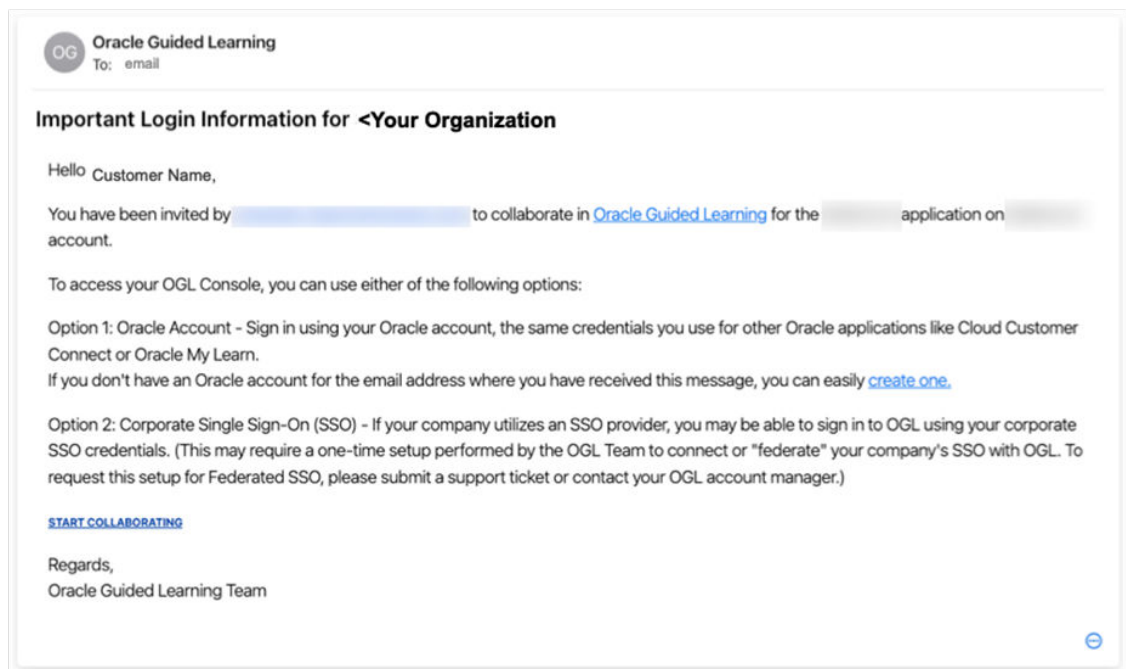 OG
Oracle Guided Learning
To: email
Important Login Information for <Your Organization
Hello Customer Name,
You have been invited by to collaborate in Oracle Guided Learning for the application on
account.
To access your OGL Console, you can use either of the following options:
Option 1: Oracle Account - Sign in using your Oracle account, the same credentials you use for other Oracle applications like Cloud Customer
Connect or Oracle My Learn.
If you don't have an Oracle account for the email address where you have received this message, you can easily create one.
Option 2: Corporate Single Sign-On (SSO) - If your company utilizes an SSO provider, you may be able to sign in to OGL using your corporate
SSO credentials. (This may require a one-time setup performed by the OGL Team to connect or "federate" your company's SSO with OGL. To
request this setup for Federated SSO, please submit a support ticket or contact your OGL account manager.)
START COLLABORATING
Regards,
Oracle Guided Learning Team